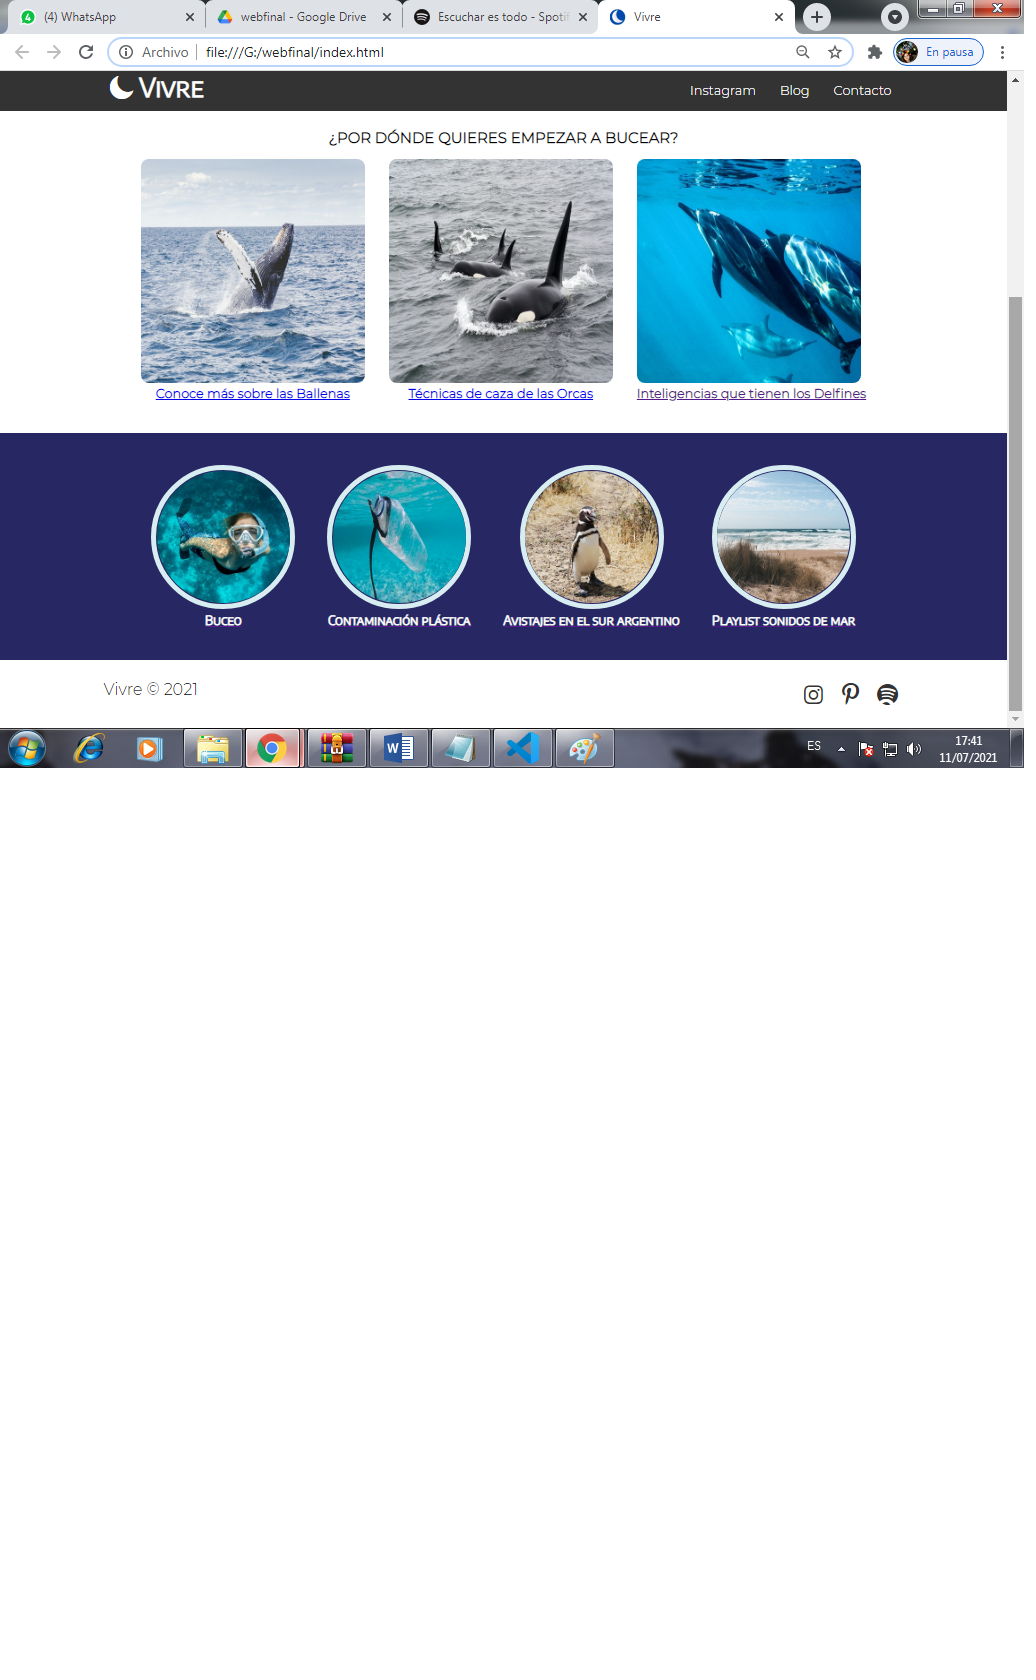 (4) WhatsApp
webfinal - Google Drive
Escuchar es todo - Spotif
Vivre
Archivo
file:///G:/webfinal/index.html
En pausa
VIVRE
Instagram
Blog
Contacto
¿POR DÓNDE QUIERES EMPEZAR A BUCEAR?
Conoce más sobre las Ballenas
Técnicas de caza de las Orcas
Inteligencias que tienen los Delfines
BUCEO
CONTAMINACIÓN PLÁSTICA
AVISTAJES EN EL SUR ARGENTINO
PLAYLIST SONIDOS DE MAR
Vivre © 2021
ES
17:41
11/07/2021